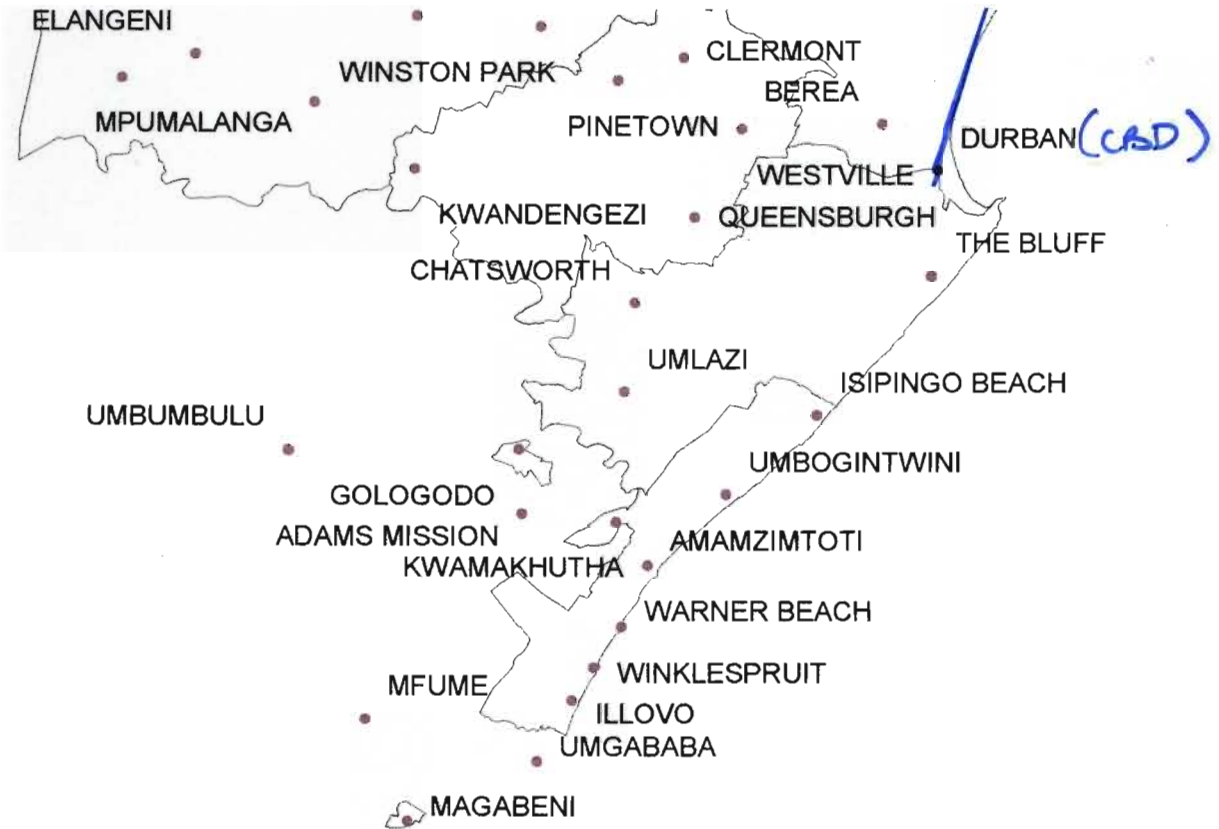 ELANGENI
CLERMONT
WINSTON PARK
BEREA
MPUMALANGA
PINETOWN
DURBAN (CBD)
WESTVILLE
KWANDENGEZI
QUEENSBURGH
THE BLUFF
CHATSWORTH
UMLAZI
ISIPINGO BEACH
UMBUMBULU
UMBOGINTWINI
GOLOGODO
ADAMS MISSION
AMAMZIMTOTI
KWAMAKHUTHA
WARNER BEACH
WINKLESPRUIT
MFUME
ILLOVO
UMGABABA
MAGABENI